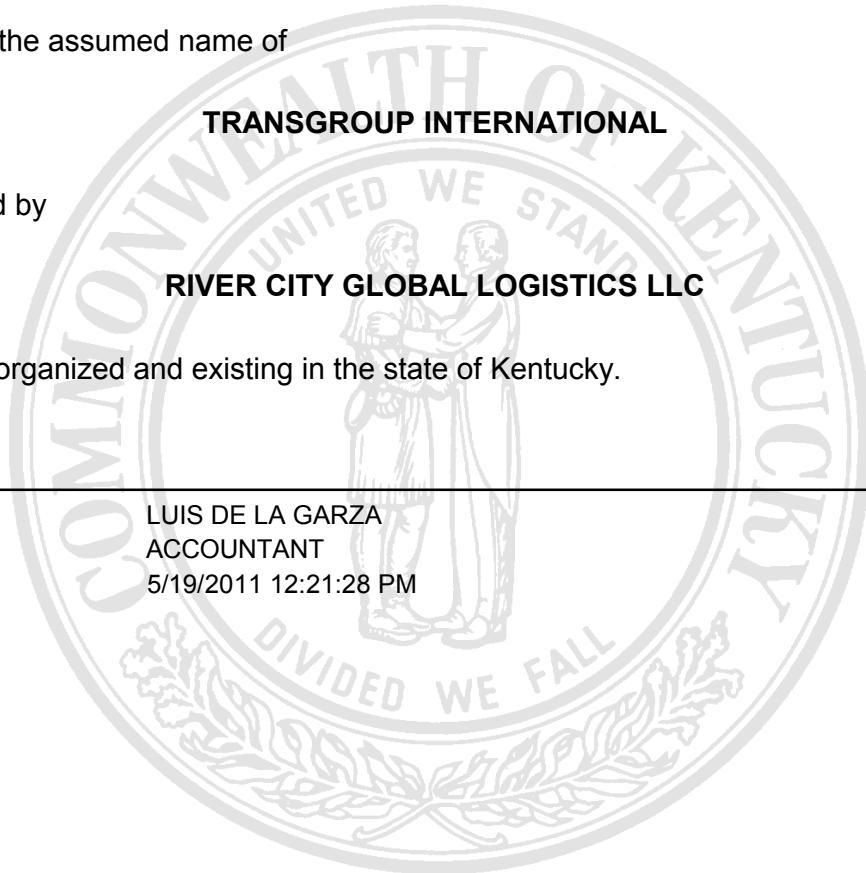 the assumed name of
TRANSGROUP INTERNATIONAL
d by
RIVER CITY GLOBAL LOGISTICS LLC
organized and existing in the state of Kentucky.
LUIS DE LA GARZA
ACCOUNTANT
5/19/2011 12:21:28 PM
COMMONWEALTH OF KENTUCKY
UNITED WE STAND
DIVIDED WE FALL